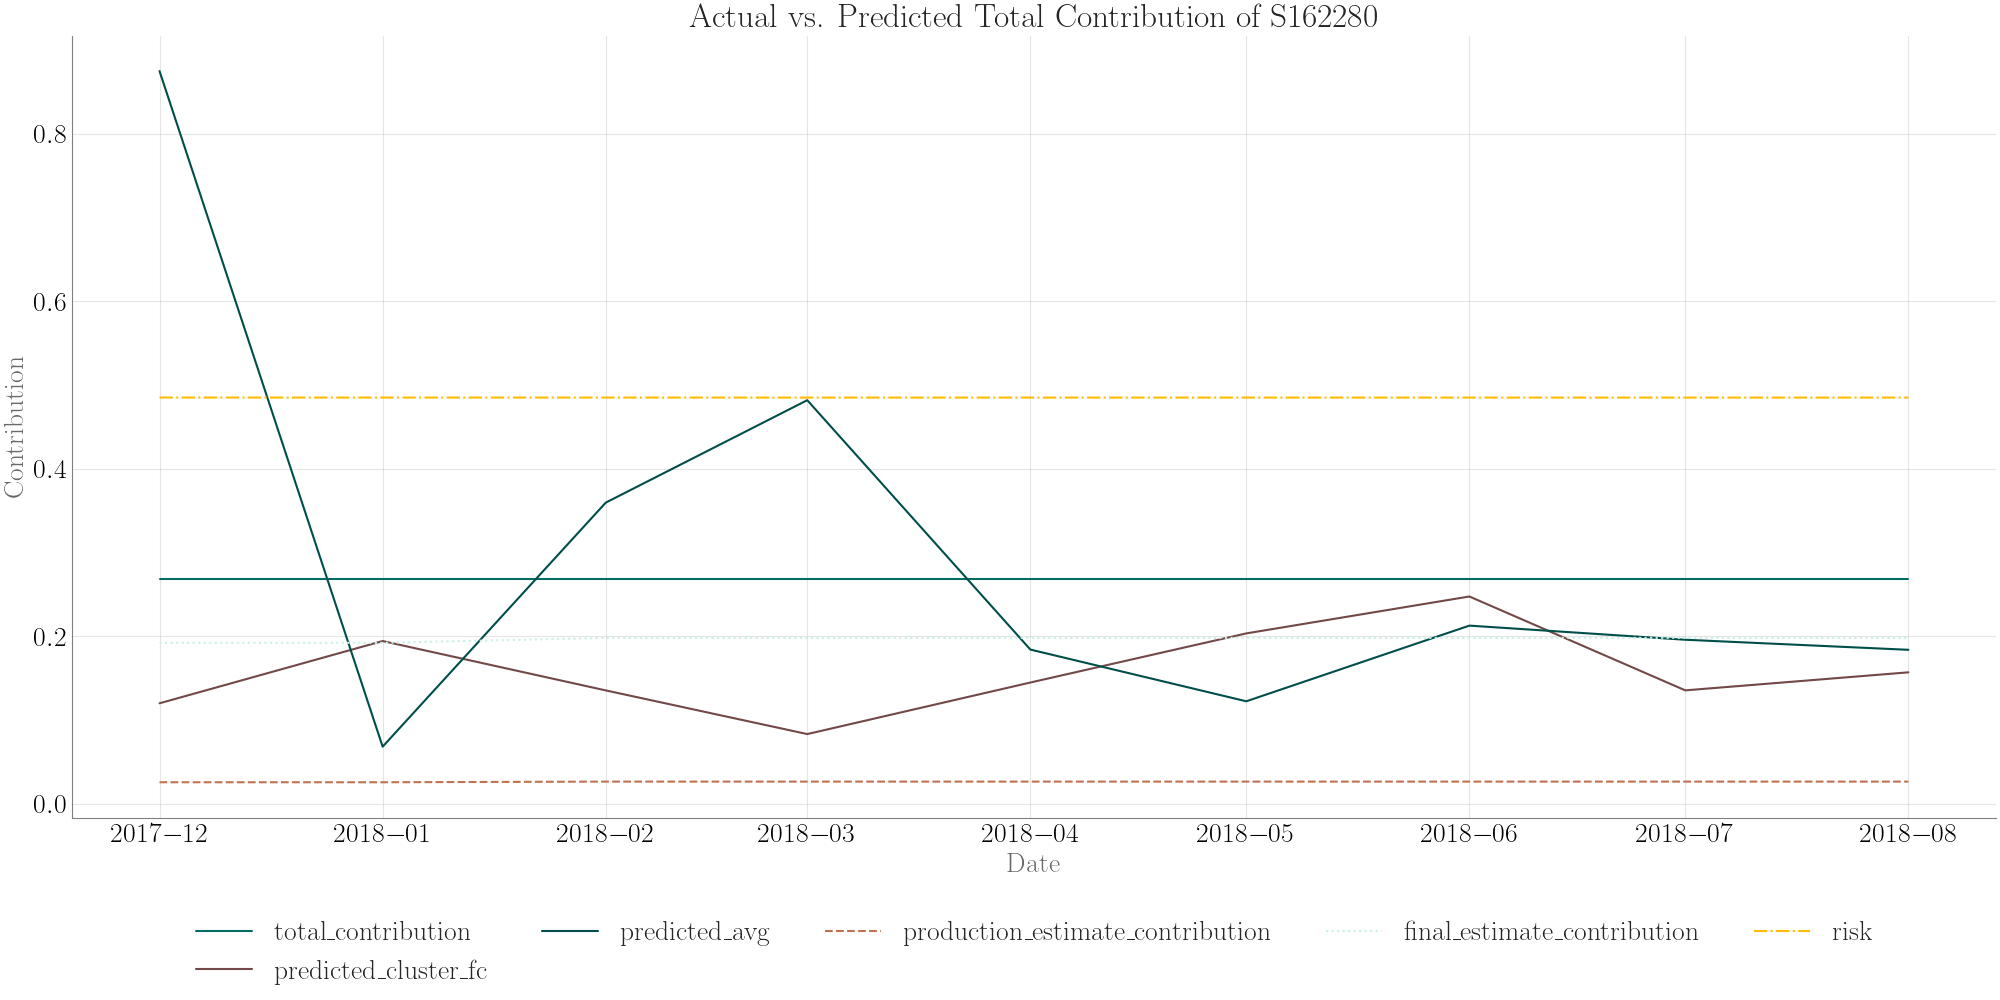 Actual vs. Predicted Total Contribution of S162280
Contribution
0.8
0.6
0.4
0.2
0.0
2017−12 2018−01 2018−02 2018−03 2018−04 2018−05 2018−06 2018−07 2018−08
Date
total_contribution predicted_avg production_estimate_contribution final_estimate_contribution risk
predicted_cluster_fc